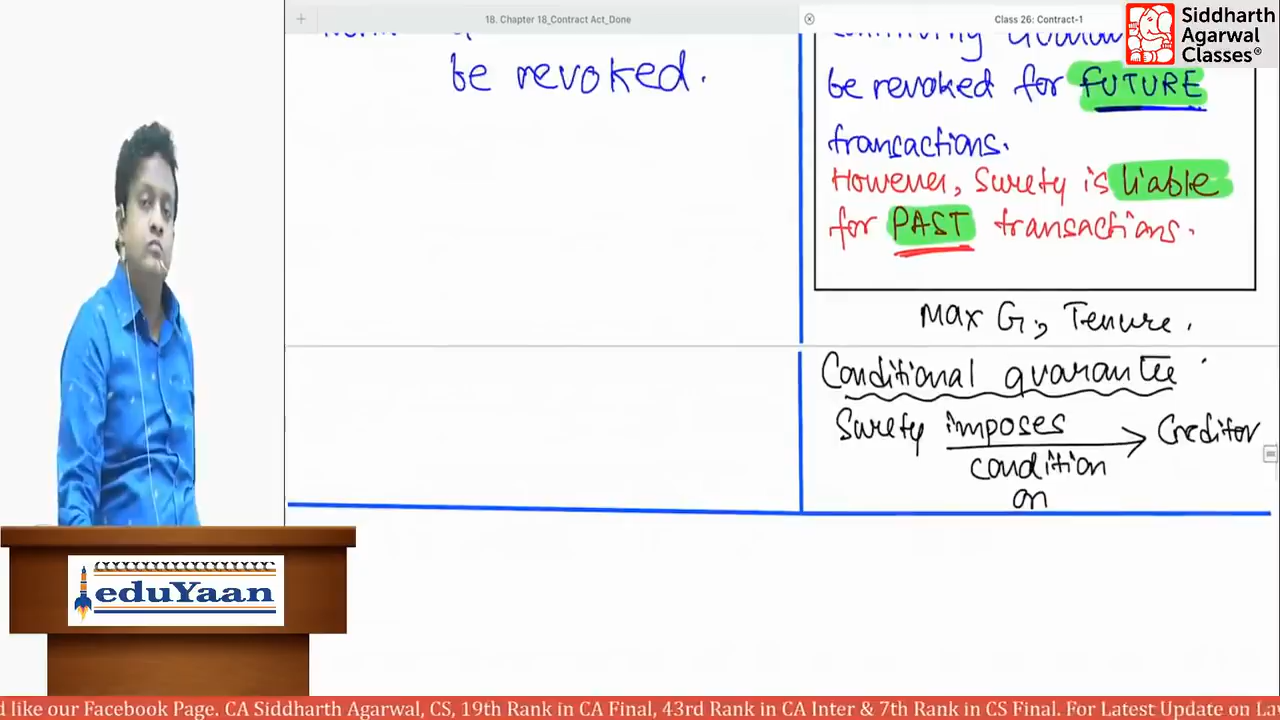 18. Chapter 18_Contract Act_Done
Class 26: Contract-1
Siddharth
Agarwal
Classes®
be revoked.
be revoked for FUTURE
transactions.
However, Surety is liable
for PAST transactions.
Max G, Tenure.
Conditional guarantee
Surety imposes → Creditor
condition
on
eduYaan
d like our Facebook Page. CA Siddharth Agarwal, CS, 19th Rank in CA Final, 43rd Rank in CA Inter & 7th Rank in CS Final. For Latest Update on La